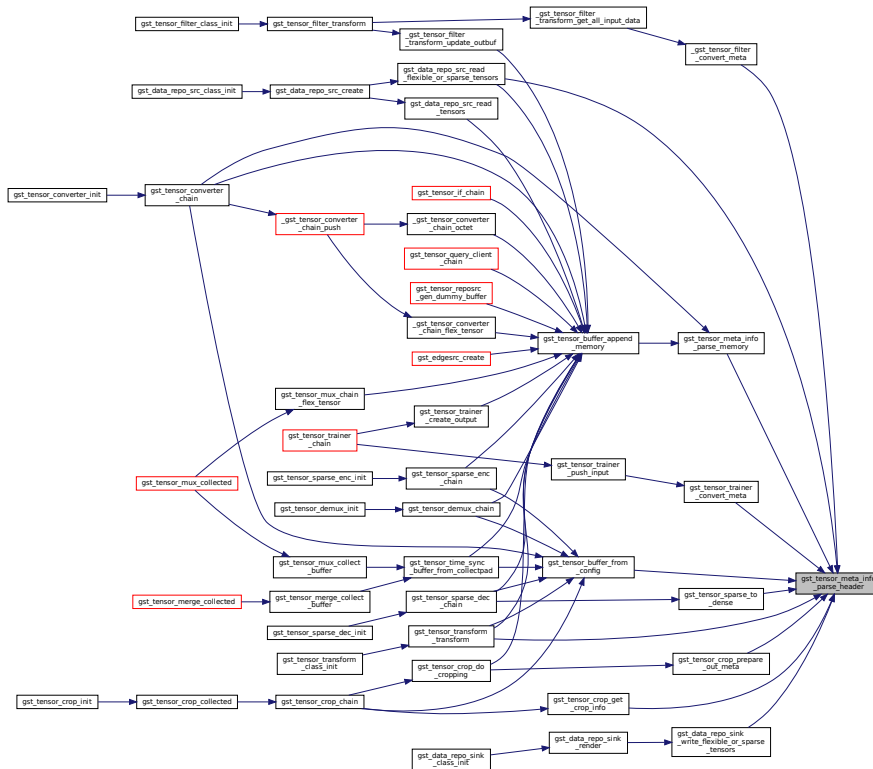 gst_tensor_filter_class_init
gst_tensor_filter_transform
gst_tensor_filter
_transform_get_all_input_data
_gst_tensor_filter
_transform_update_outbuf
_gst_tensor_filter
_convert_meta
gst_data_repo_src_class_init
gst_data_repo_src_create
gst_data_repo_src_read
_flexible_or_sparse_tensors
gst_data_repo_src_read
_tensors
gst_tensor_converter_init
gst_tensor_converter
_chain
_gst_tensor_converter
_chain_push
gst_tensor_if_chain
_gst_tensor_converter
_chain_octet
gst_tensor_query_client
_chain
gst_tensor_reposrc
_gen_dummy_buffer
_gst_tensor_converter
_chain_flex_tensor
gst_edgesrc_create
gst_tensor_buffer_append
_memory
gst_tensor_meta_info
_parse_memory
gst_tensor_mux_chain
_flex_tensor
gst_tensor_trainer
_create_output
gst_tensor_trainer
_chain
gst_tensor_trainer
_push_input
gst_tensor_trainer
_convert_meta
gst_tensor_mux_collected
gst_tensor_sparse_enc_init
gst_tensor_sparse_enc
_chain
gst_tensor_demux_init
gst_tensor_demux_chain
gst_tensor_mux_collect
_buffer
gst_tensor_time_sync
_buffer_from_collectpad
gst_tensor_buffer_from
_config
gst_tensor_meta_info
_parse_header
gst_tensor_merge_collected
gst_tensor_merge_collect
_buffer
gst_tensor_sparse_dec
_chain
gst_tensor_sparse_to
_dense
gst_tensor_sparse_dec_init
gst_tensor_transform
_transform
gst_tensor_transform
_class_init
gst_tensor_crop_do
_cropping
gst_tensor_crop_prepare
_out_meta
gst_tensor_crop_init
gst_tensor_crop_collected
gst_tensor_crop_chain
gst_tensor_crop_get
_crop_info
gst_data_repo_sink
_class_init
gst_data_repo_sink
_render
gst_data_repo_sink
_write_flexible_or_sparse
_tensors